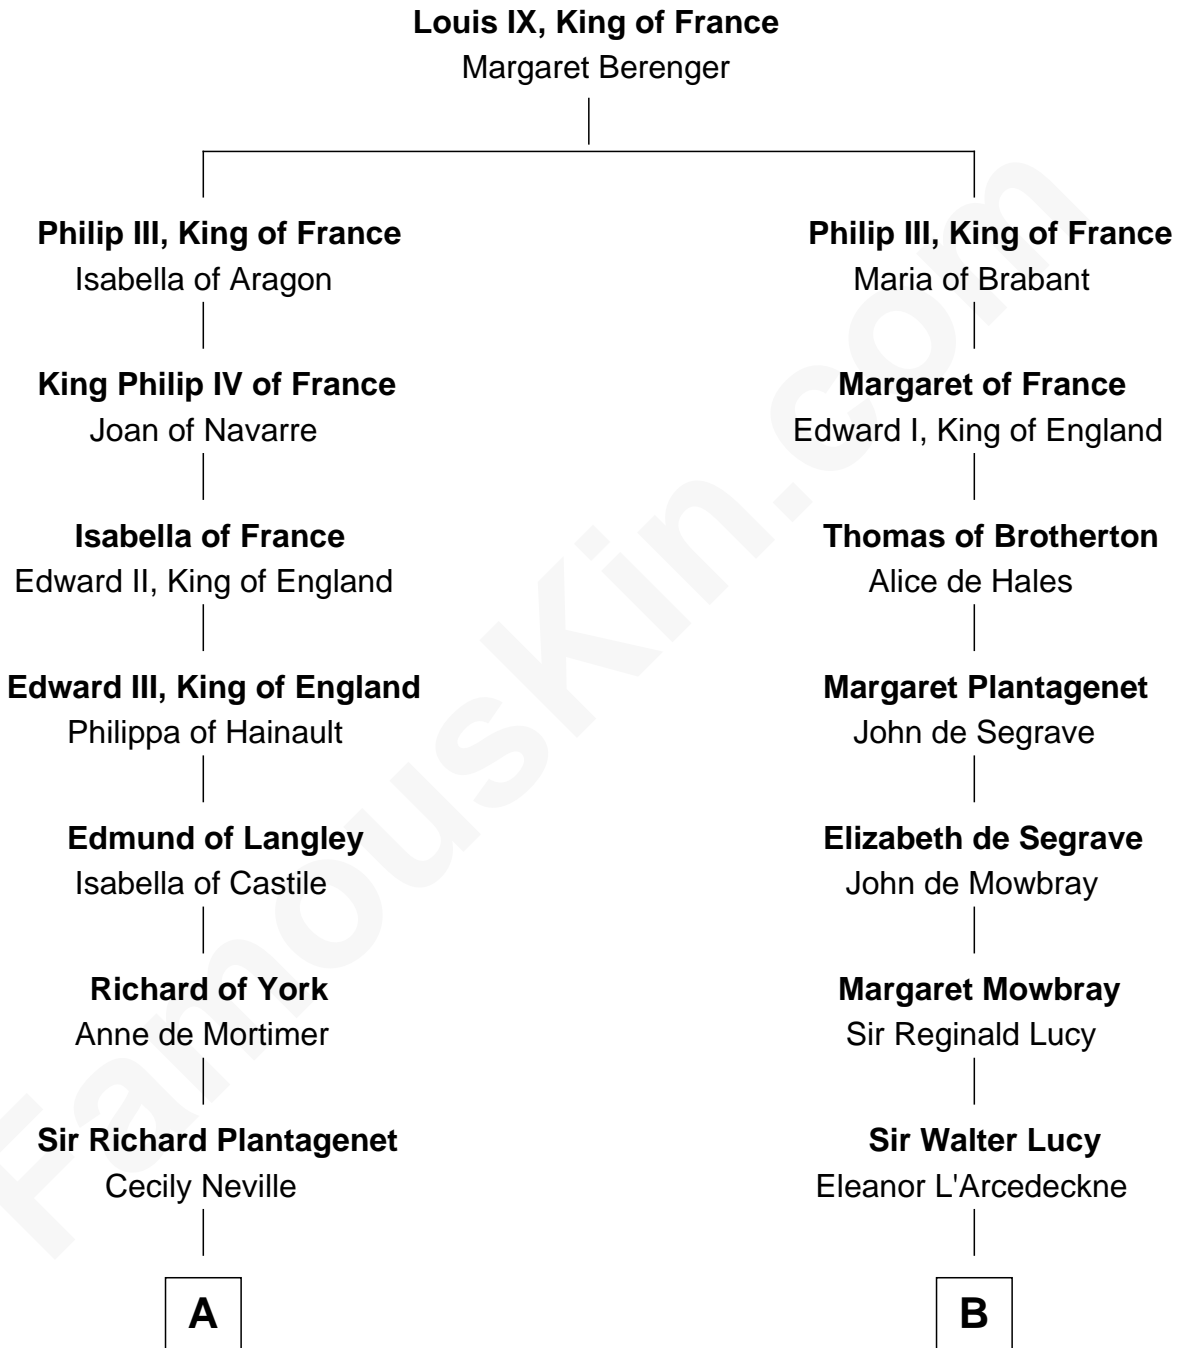 Louis IX, King of France
Margaret Berenger
Philip III, King of France
Isabella of Aragon
King Philip IV of France
Joan of Navarre
Isabella of France
Edward II, King of England
Edward III, King of England
Philippa of Hainault
Edmund of Langley
Isabella of Castile
Richard of York
Anne de Mortimer
Sir Richard Plantagenet
Cecily Neville
A
Philip III, King of France
Maria of Brabant
Margaret of France
Edward I, King of England
Thomas of Brotherton
Alice de Hales
Margaret Plantagenet
John de Segrave
Elizabeth de Segrave
John de Mowbray
Margaret Mowbray
Sir Reginald Lucy
Sir Walter Lucy
Eleanor L'Arcedeckne
B
FamousKin.com